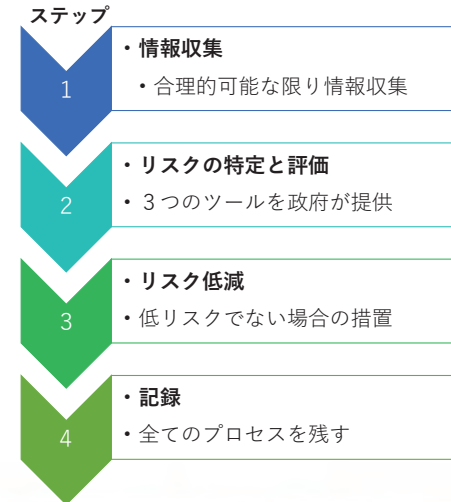 ステップ
1
・情報収集
・合理的可能な限り情報収集
2
・リスクの特定と評価
・３つのツールを政府が提供
3
・リスク低減
・低リスクでない場合の措置
4
・記録
・全てのプロセスを残す